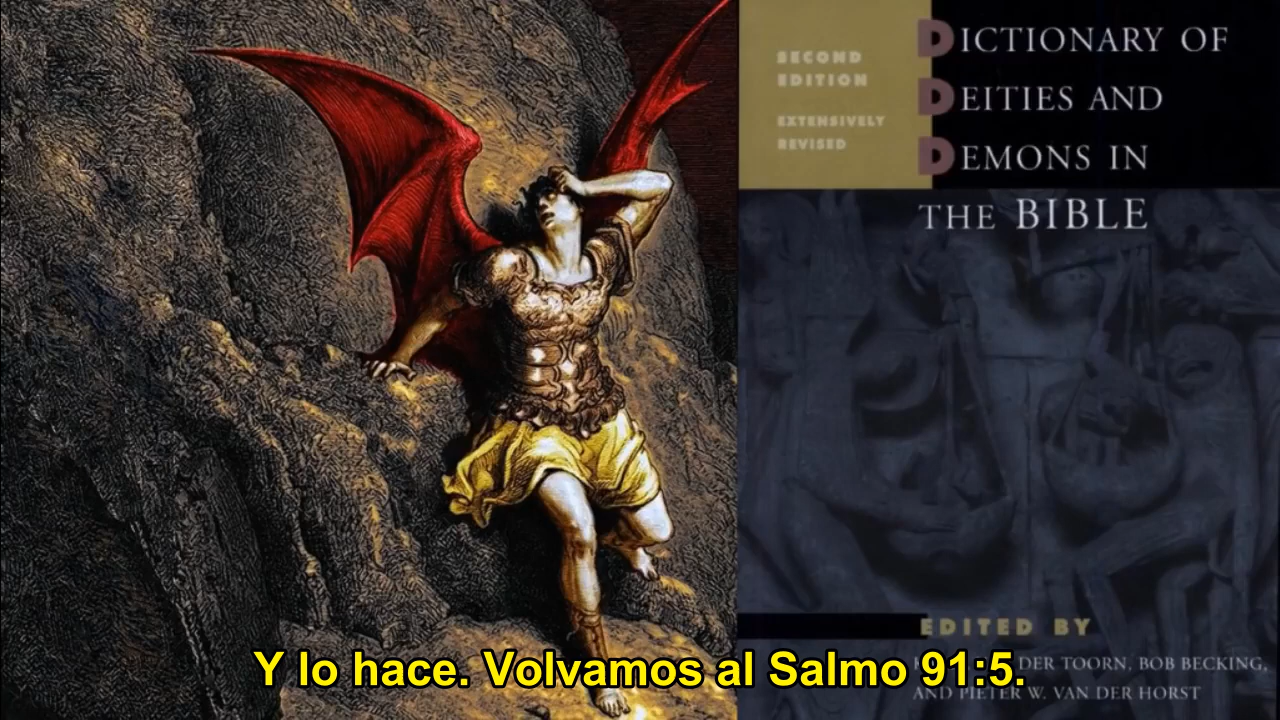 SECOND
EDITION
EXTENSIVELY
REVISED
DICTIONARY OF
DEITIES AND
DEMONS IN
THE BIBLE
EDITED BY
DER TOORN, BOB BECKING,
AND PIETER W. VAN DER HORST
Y lo hace. Volvamos al Salmo 91:5.